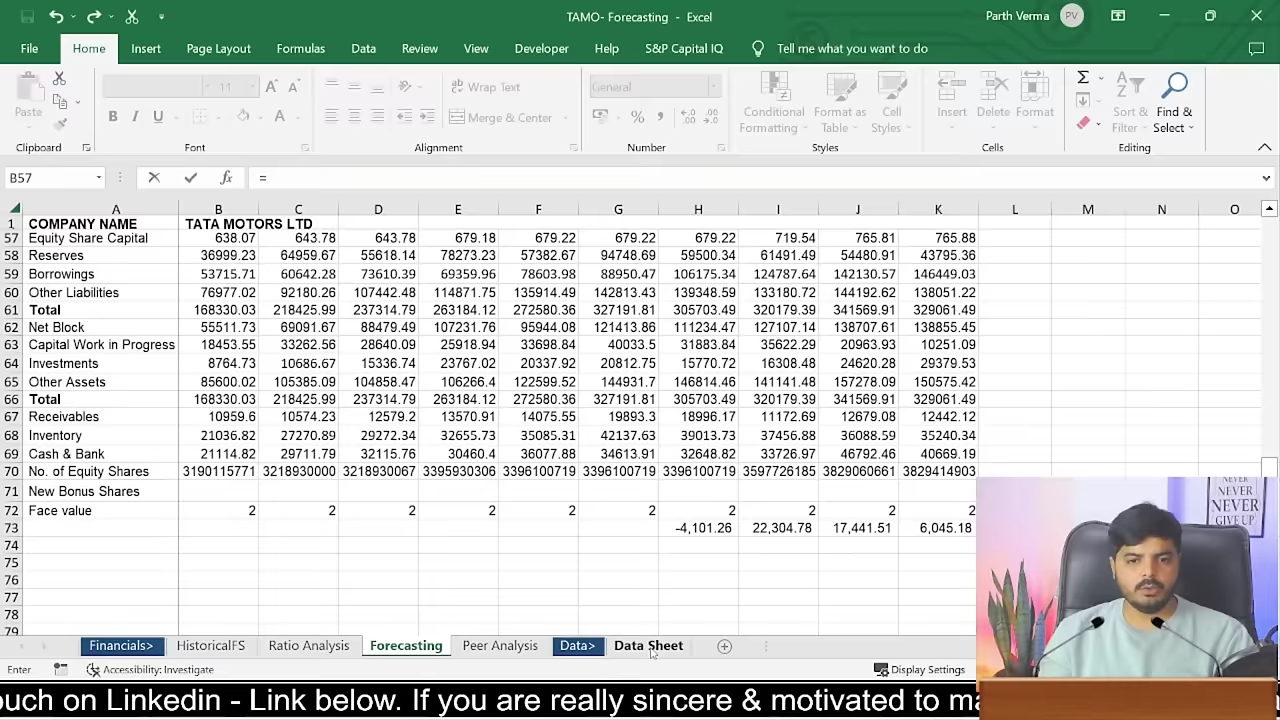 TAMO- Forecasting - Excel
Parth Verma PV
File Home Insert Page Layout Formulas Data Review View Developer Help S&P Capital IQ Tell me what you want to do
Paste
11 A A
B I U A
Wrap Text
Merge & Center
General
%
Conditional Formatting
Format as Table
Cell Styles
Insert Delete Format
Sort & Filter
Find & Select
Clipboard Font Alignment Number Styles Cells Editing
B57 fx =
A B C D E F G H I J K L M N O
1 COMPANY NAME TATA MOTORS LTD
57 Equity Share Capital 638.07 643.78 643.78 679.18 679.22 679.22 679.22 719.54 765.81 765.88
58 Reserves 36999.23 64959.67 55618.14 78273.23 57382.67 94748.69 59500.34 61491.49 54480.91 43795.36
59 Borrowings 53715.71 60642.28 73610.39 69359.96 78603.98 88950.47 106175.34 124787.64 142130.57 146449.03
60 Other Liabilities 76977.02 92180.26 107442.48 114871.75 135914.49 142813.43 139348.59 133180.72 144192.62 138051.22
61 Total 168330.03 218425.99 237314.79 263184.12 272580.36 327191.81 305703.49 320179.39 341569.91 329061.49
62 Net Block 55511.73 69091.67 88479.49 107231.76 95944.08 121413.86 111234.47 127107.14 138707.61 138855.45
63 Capital Work in Progress 18453.55 33262.56 28640.09 25918.94 33698.84 40033.5 31883.84 35622.29 20963.93 10251.09
64 Investments 8764.73 10686.67 15336.74 23767.02 20337.92 20812.75 15770.72 16308.48 24620.28 29379.53
65 Other Assets 85600.02 105385.09 104858.47 106266.4 122599.52 144931.7 146814.46 141141.48 157278.09 150575.42
66 Total 168330.03 218425.99 237314.79 263184.12 272580.36 327191.81 305703.49 320179.39 341569.91 329061.49
67 Receivables 10959.6 10574.23 12579.2 13570.91 14075.55 19893.3 18996.17 11172.69 12679.08 12442.12
68 Inventory 21036.82 27270.89 29272.34 32655.73 35085.31 42137.63 39013.73 37456.88 36088.59 35240.34
69 Cash & Bank 21114.82 29711.79 32115.76 30460.4 36077.88 34613.91 32648.82 33726.97 46792.46 40669.19
70 No. of Equity Shares 3190115771 3218930000 3218930067 3395930306 3396100719 3396100719 3396100719 3597726185 3829060661 3829414903
71 New Bonus Shares
72 Face value 2 2 2 2 2 2 2 2 2 2
73 -4,101.26 22,304.78 17,441.51 6,045.18
74
75
76
77
78
79
NEVER
NEVER
NEVER
GIVE UP
Financials> HistoricalFS Ratio Analysis Forecasting Peer Analysis Data> Data Sheet
Enter Accessibility: Investigate Display Settings
ouch on Linkedin - Link below. If you are really sincere & motivated to ma